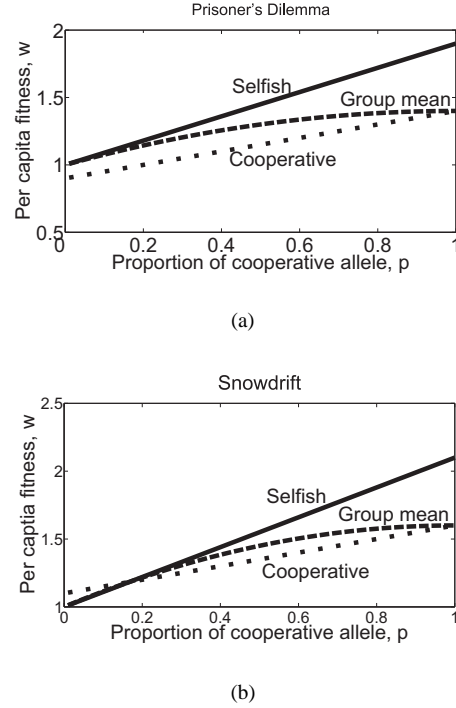 Prisoner's Dilemma
2
1.5
1
0.5
Per capita fitness, w
Selfish
Group mean
Cooperative
0
0.2
0.4
0.6
0.8
1
Proportion of cooperative allele, p
(a)
Snowdrift
2.5
2
1.5
1
Per captia fitness, w
Selfish
Group mean
Cooperative
0
0.2
0.4
0.6
0.8
1
Proportion of cooperative allele, p
(b)